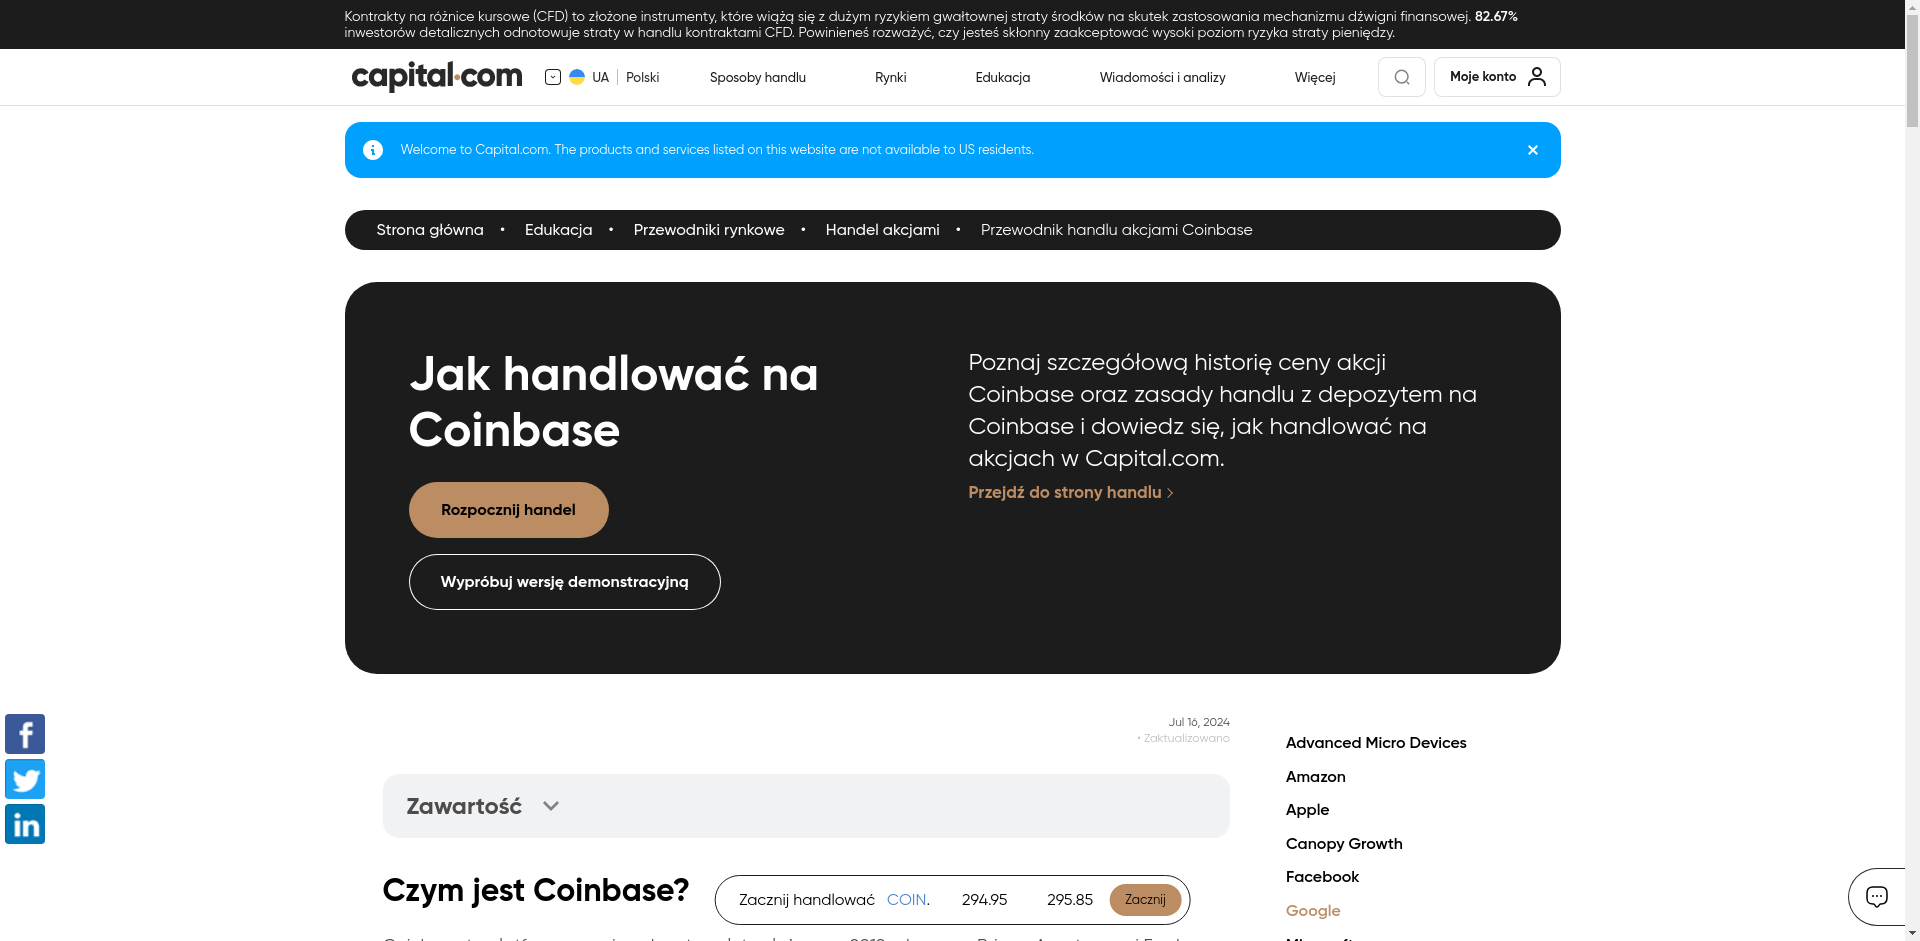 Kontrakty na różnice kursowe (CFD) to złożone instrumenty, które wiążą się z dużym ryzykiem gwałtownej straty środków na skutek zastosowania mechanizmu dźwigni finansowej. 82.67%
inwestorów detalicznych odnotowuje straty w handlu kontraktami CFD. Powinieneś rozważyć, czy jesteś skłonny zaakceptować wysoki poziom ryzyka straty pieniędzy.
capital.com UA Polski Sposoby handlu Rynki Edukacja Wiadomości i analizy Więcej Moje konto
Welcome to Capital.com. The products and services listed on this website are not available to US residents.
Strona główna • Edukacja • Przewodniki rynkowe • Handel akcjami • Przewodnik handlu akcjami Coinbase
Jak handlować na
Coinbase
Rozpocznij handel
Wypróbuj wersję demonstracyjną
Poznaj szczegółową historię ceny akcji
Coinbase oraz zasady handlu z depozytem na
Coinbase i dowiedz się, jak handlować na
akcjach w Capital.com.
Przejdź do strony handlu
Jul 16, 2024
• Zaktualizowano
Zawartość
Czym jest Coinbase?
Zacznij handlować COIN. 294.95 295.85 Zacznij
Advanced Micro Devices
Amazon
Apple
Canopy Growth
Facebook
Google